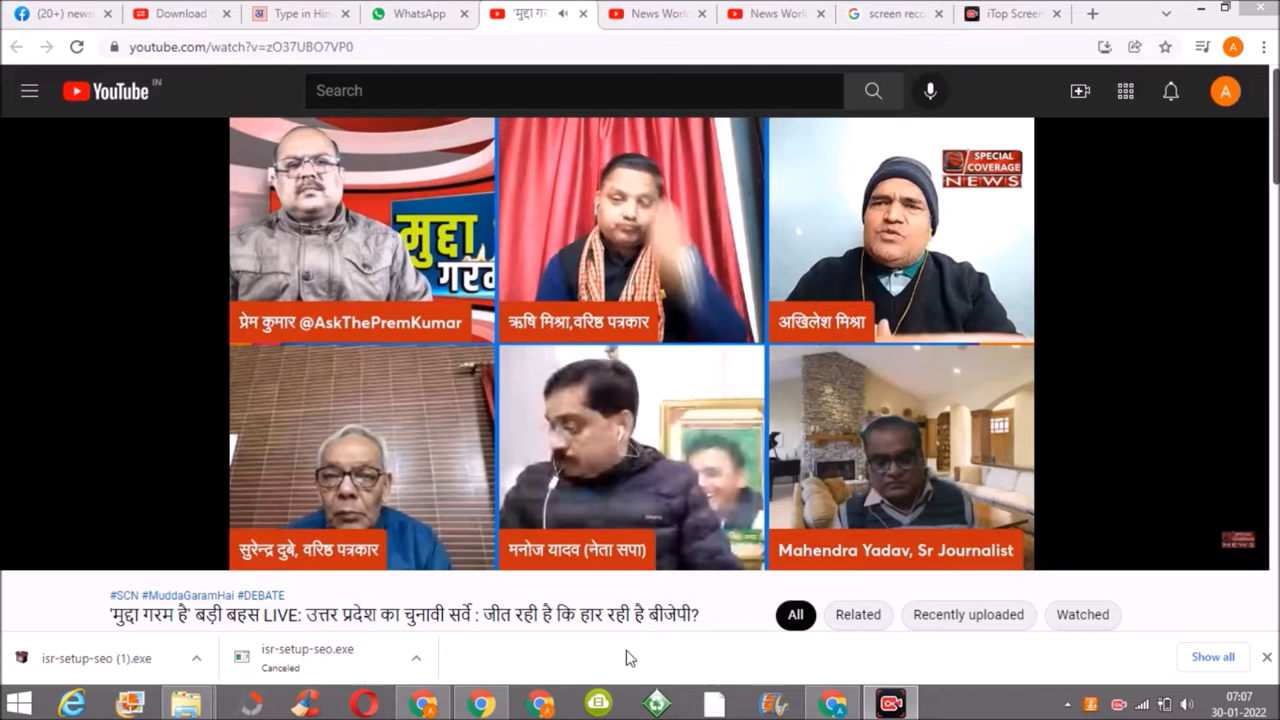 (20+) news
Download
Type in Hin
WhatsApp
'मुद्दा गरम
News World
News World
screen reco
iTop Screen
youtube.com/watch?v=zO37UBO7VP0
A
YouTube IN
Search
A
SPECIAL
COVERAGE
NEWS
मुद्दा
गरम
प्रेम कुमार @AskThePremKumar
ऋषि मिश्रा,वरिष्ठ पत्रकार
अखिलेश मिश्रा
सुरेन्द्र दुबे, वरिष्ठ पत्रकार
मनोज यादव (नेता सपा)
Mahendra Yadav, Sr Journalist
#SCN #MuddaGaramHai #DEBATE
'मुद्दा गरम है' बड़ी बहस LIVE: उत्तर प्रदेश का चुनावी सर्वे : जीत रही है कि हार रही है बीजेपी?
All
Related
Recently uploaded
Watched
isr-setup-seo (1).exe
isr-setup-seo.exe
Canceled
Show all
07:07
30-01-2022